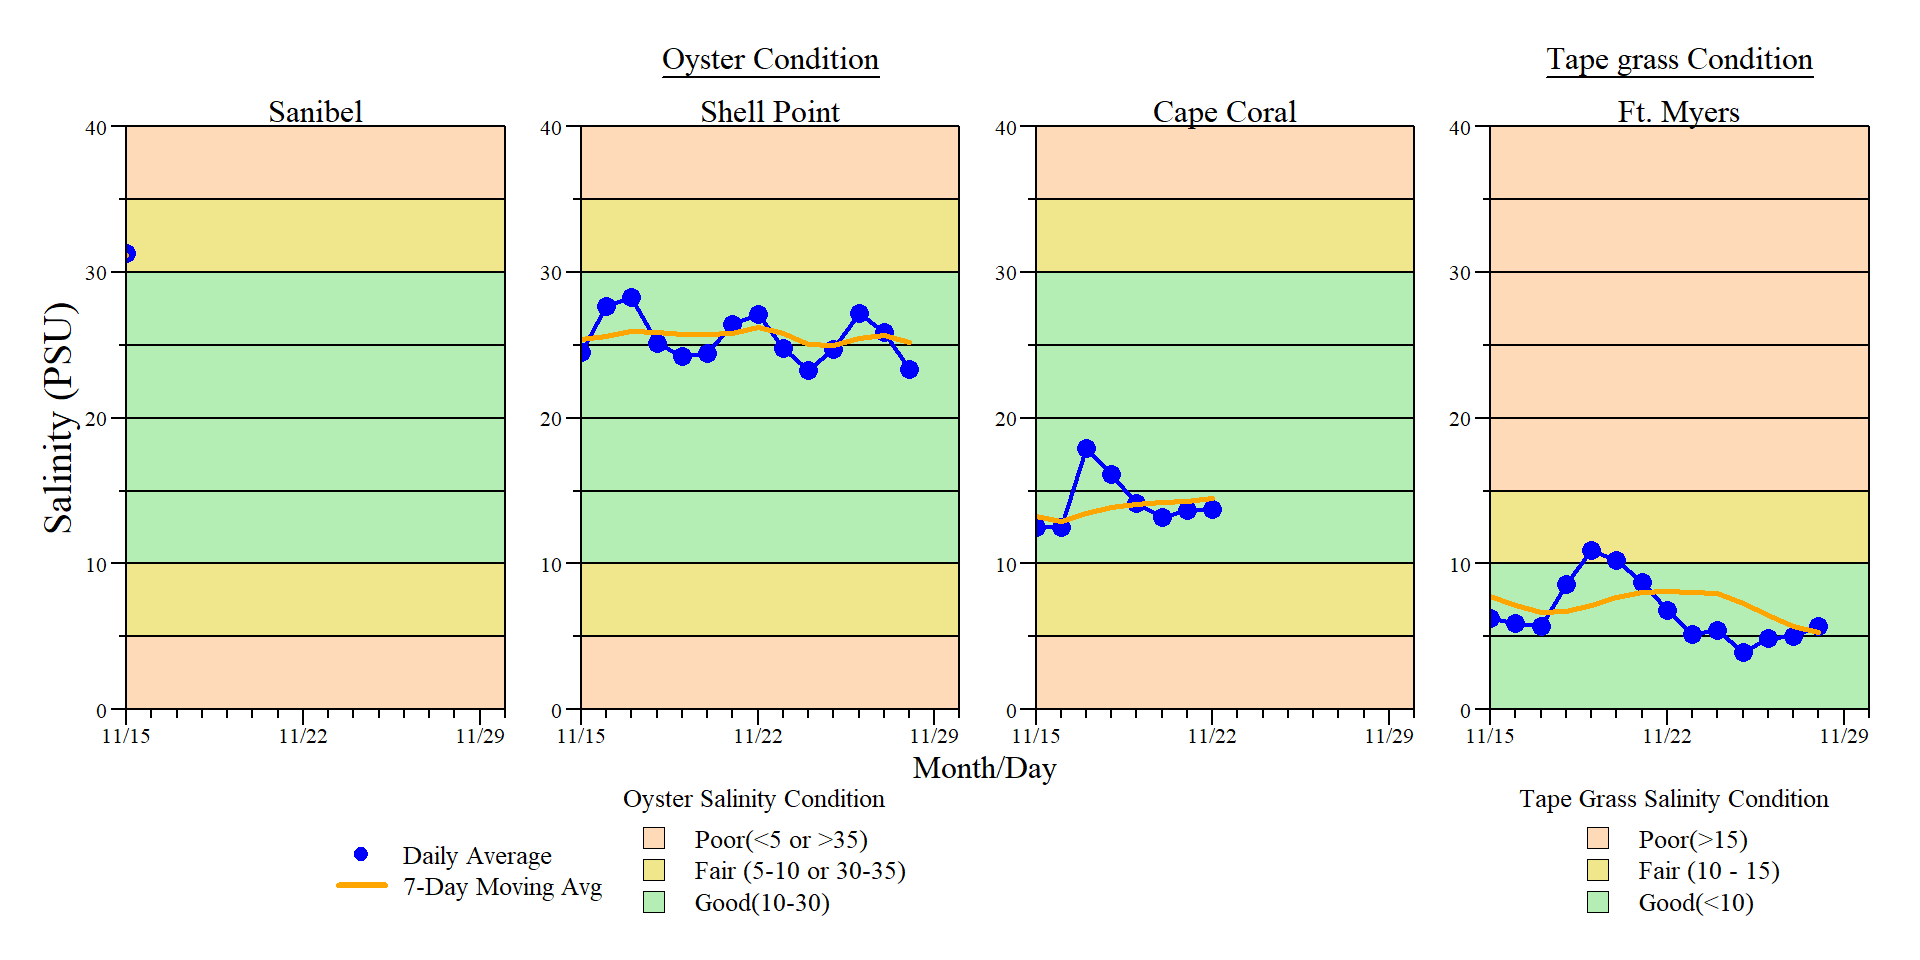 Oyster Condition
Tape grass Condition
Sanibel
Shell Point
Cape Coral
Ft. Myers
Salinity (PSU)
40
30
20
10
0
11/15
11/22
11/29
40
30
20
10
0
11/15
11/22
11/29
40
30
20
10
0
11/15
11/22
11/29
40
30
20
10
0
11/15
11/22
11/29
Month/Day
Daily Average
7-Day Moving Avg
Oyster Salinity Condition
Poor(<5 or >35)
Fair (5-10 or 30-35)
Good(10-30)
Tape Grass Salinity Condition
Poor(>15)
Fair (10 - 15)
Good(<10)